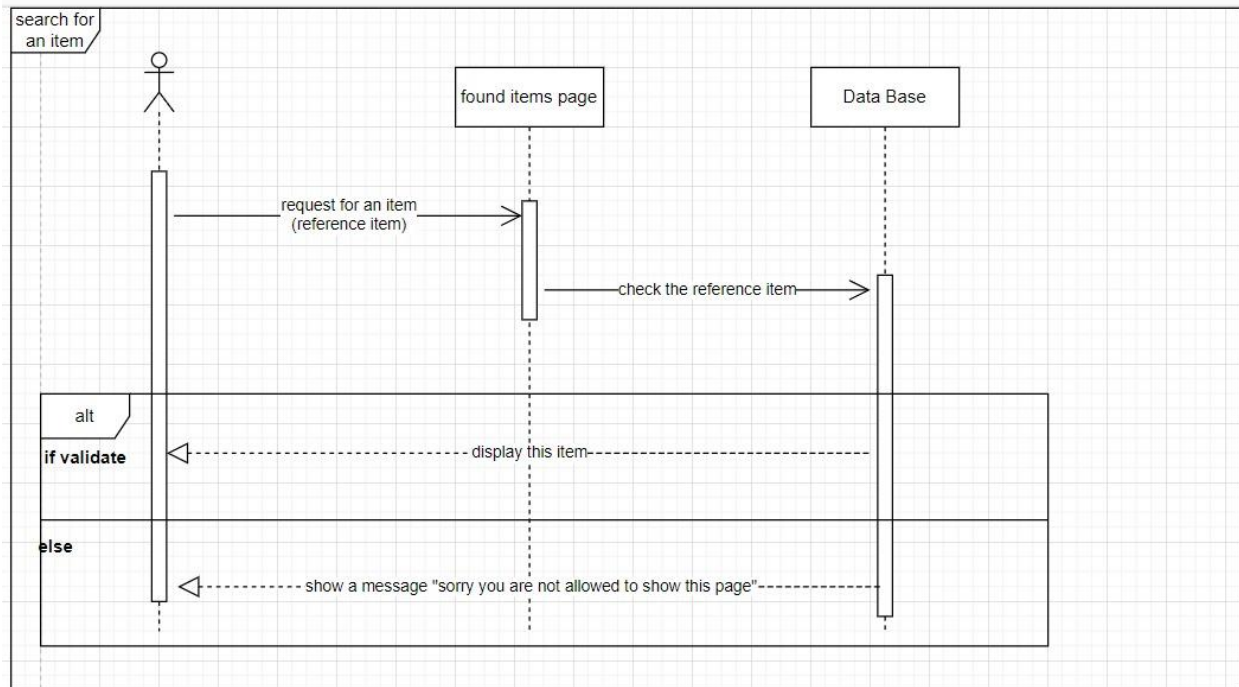 search for
an item
found items page
Data Base
request for an item
(reference item)
check the reference item
alt
if validate
display this item
else
show a message "sorry you are not allowed to show this page"